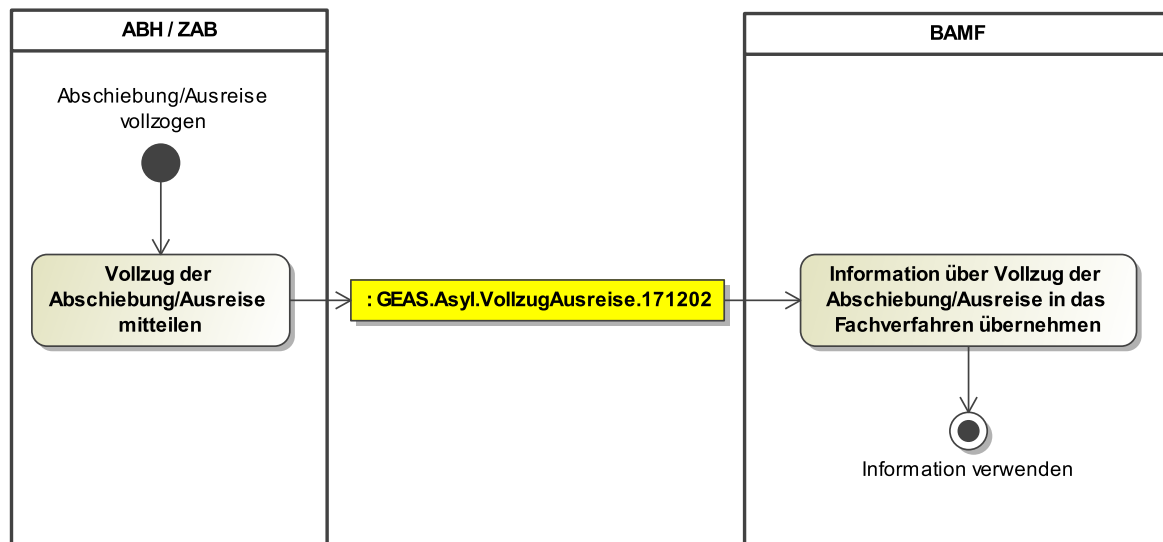 ABH / ZAB
Abschiebung/Ausreise
vollzogen
Vollzug der
Abschiebung/Ausreise
mitteilen
: GEAS.Asyl.VollzugAusreise.171202
BAMF
Information über Vollzug der
Abschiebung/Ausreise in das
Fachverfahren übernehmen
Information verwenden